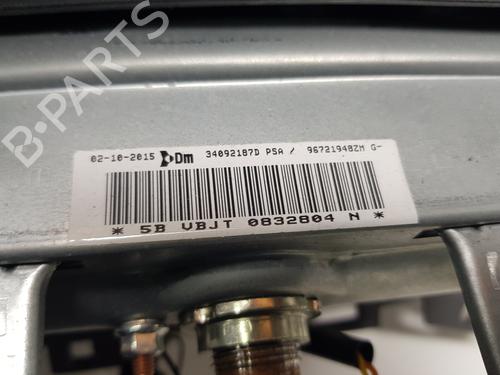 02-10-2015 Dm 34092187D PSA / 96721948ZM G-
* 5B VBJT 0832804 N *
B-PARTS